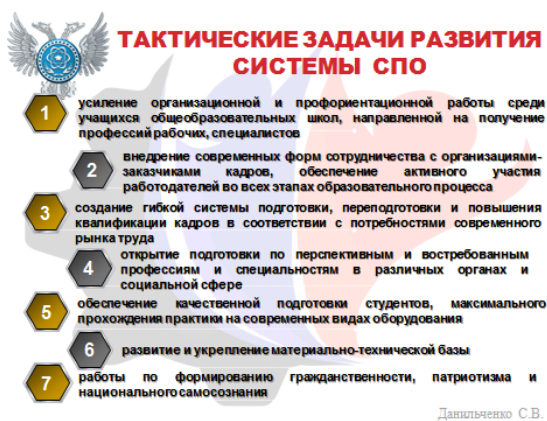 ТАКТИЧЕСКИЕ ЗАДАЧИ РАЗВИТИЯ
СИСТЕМЫ СПО
1
усиление организационной и профориентационной работы среди
учащихся общеобразовательных школ, направленной на получение
профессий рабочих, специалистов
2
внедрение современных форм сотрудничества с организациями-
заказчиками кадров, обеспечение активного участия
работодателей во всех этапах образовательного процесса
3
создание гибкой системы подготовки, переподготовки и повышения
квалификации кадров в соответствии с потребностями современного
рынка труда
4
открытие подготовки по перспективным и востребованным
профессиям и специальностям в различных органах и
социальной сфере
5
обеспечение качественной подготовки студентов, максимального
прохождения практики на современных видах оборудования
6
развитие и укрепление материально-технической базы
7
работы по формированию гражданственности, патриотизма и
национального самосознания
Данильченко С.В.